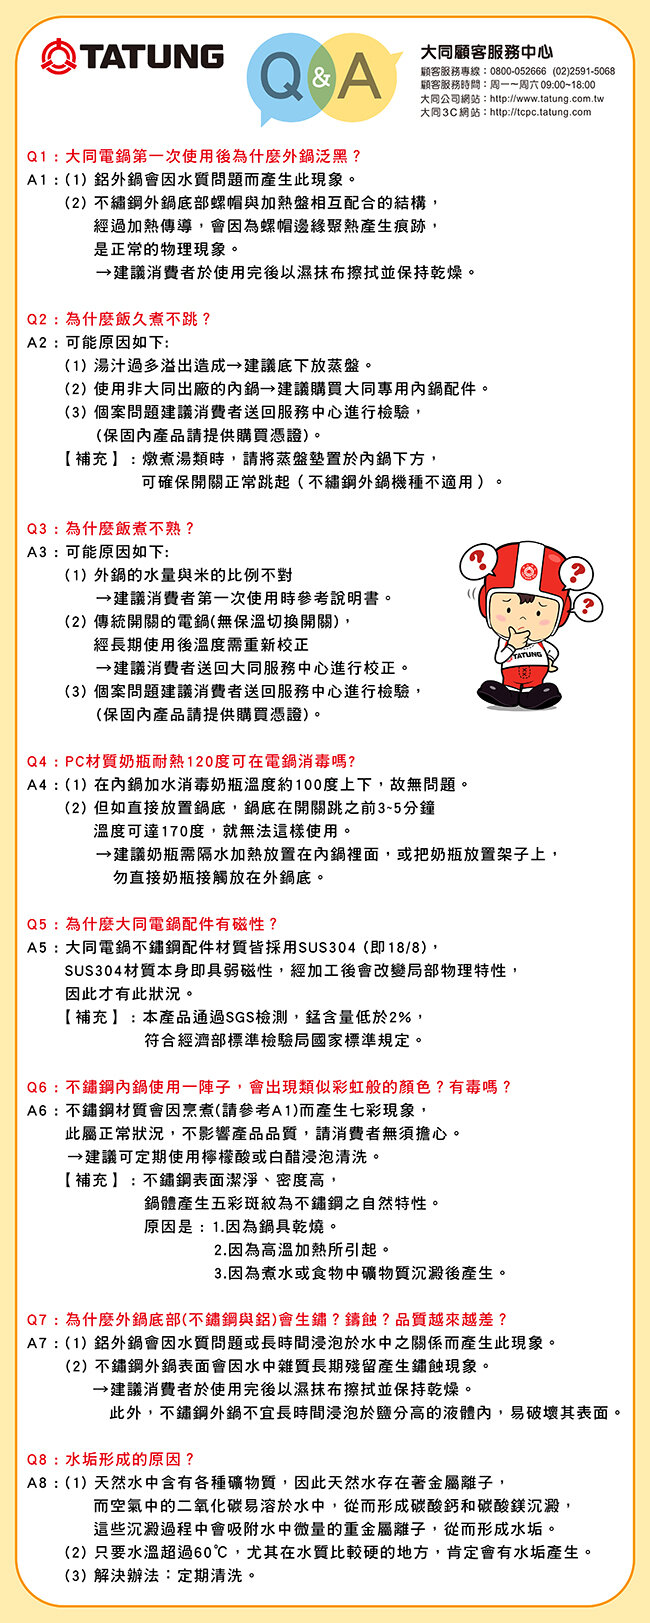 TATUNG
Q&A
大同顧客服務中心
顧客服務專線：0800-052666 (02)2591-5068
顧客服務時間：周一～周六 09:00~18:00
大同公司網站：http://www.tatung.com.tw
大同3C網站：http://tcpc.tatung.com
Q1：大同電鍋第一次使用後為什麼外鍋泛黑？
A1：(1) 鋁外鍋會因水質問題而產生此現象。
(2) 不繡鋼外鍋底部螺帽與加熱盤相互配合的結構，
經過加熱傳導，會因為螺帽邊緣聚熱產生痕跡，
是正常的物理現象。
→建議消費者於使用完後以濕抹布擦拭並保持乾燥。
Q2：為什麼飯久煮不跳？
A2：可能原因如下:
(1) 湯汁過多溢出造成→建議底下放蒸盤。
(2) 使用非大同出廠的內鍋→建議購買大同專用內鍋配件。
(3) 個案問題建議消費者送回服務中心進行檢驗，
(保固內產品請提供購買憑證)。
【補充】：燉煮湯類時，請將蒸盤墊置於內鍋下方，
可確保開關正常跳起（不繡鋼外鍋機種不適用）。
Q3：為什麼飯煮不熟？
A3：可能原因如下:
(1) 外鍋的水量與米的比例不對
→建議消費者第一次使用時參考說明書。
(2) 傳統開關的電鍋(無保溫切換開關)，
經長期使用後溫度需重新校正
→建議消費者送回大同服務中心進行校正。
(3) 個案問題建議消費者送回服務中心進行檢驗，
(保固內產品請提供購買憑證)。
? ? ?
TATUNG
Q4：PC材質奶瓶耐熱120度可在電鍋消毒嗎?
A4：(1) 在內鍋加水消毒奶瓶溫度約100度上下，故無問題。
(2) 但如直接放置鍋底，鍋底在開關跳之前3~5分鐘
溫度可達170度，就無法這樣使用。
→建議奶瓶需隔水加熱放置在內鍋裡面，或把奶瓶放置架子上，
勿直接奶瓶接觸放在外鍋底。
Q5：為什麼大同電鍋配件有磁性？
A5：大同電鍋不鏽鋼配件材質皆採用SUS304 (即18/8)，
SUS304材質本身即具弱磁性，經加工後會改變局部物理特性，
因此才有此狀況。
【補充】：本產品通過SGS檢測，錳含量低於2%，
符合經濟部標準檢驗局國家標準規定。
Q6：不鏽鋼內鍋使用一陣子，會出現類似彩虹般的顏色？有毒嗎？
A6：不鏽鋼材質會因烹煮(請參考A1)而產生七彩現象，
此屬正常狀況，不影響產品品質，請消費者無須擔心。
→建議可定期使用檸檬酸或白醋浸泡清洗。
【補充】：不鏽鋼表面潔淨、密度高，
鍋體產生五彩斑紋為不鏽鋼之自然特性。
原因是：1.因為鍋具乾燒。
2.因為高溫加熱所引起。
3.因為煮水或食物中礦物質沉澱後產生。
Q7：為什麼外鍋底部(不鏽鋼與鋁)會生鏽？鑄蝕？品質越來越差？
A7：(1) 鋁外鍋會因水質問題或長時間浸泡於水中之關係而產生此現象。
(2) 不鏽鋼外鍋表面會因水中雜質長期殘留產生鏽蝕現象。
→建議消費者於使用完後以濕抹布擦拭並保持乾燥。
此外，不鏽鋼外鍋不宜長時間浸泡於鹽分高的液體內，易破壞其表面。
Q8：水垢形成的原因？
A8：(1) 天然水中含有各種礦物質，因此天然水存在著金屬離子，
而空氣中的二氧化碳易溶於水中，從而形成碳酸鈣和碳酸鎂沉澱，
這些沉澱過程中會吸附水中微量的重金屬離子，從而形成水垢。
(2) 只要水溫超過60℃，尤其在水質比較硬的地方，肯定會有水垢產生。
(3) 解決辦法：定期清洗。